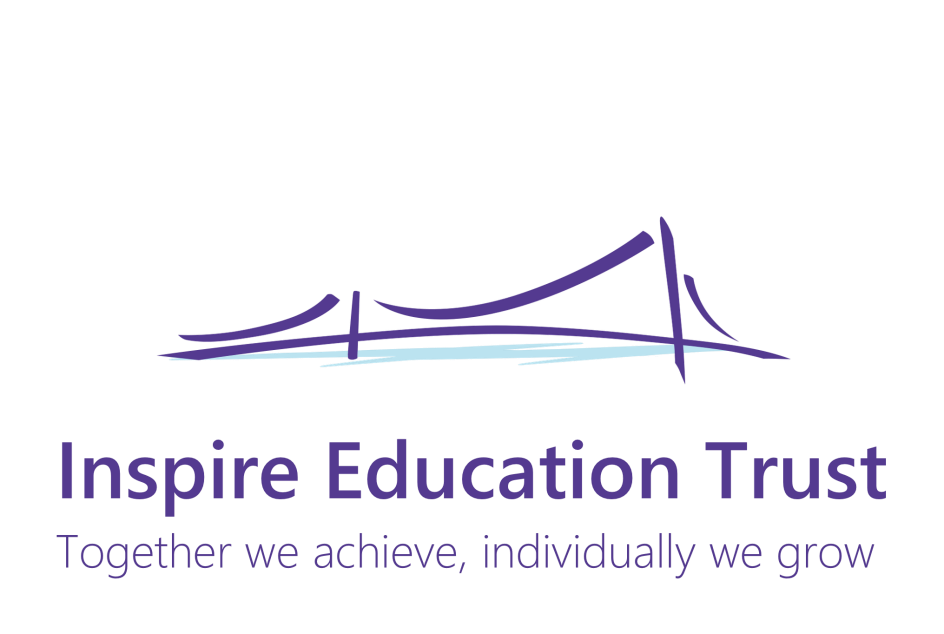 Inspire Education Trust
Together we achieve, individually we grow